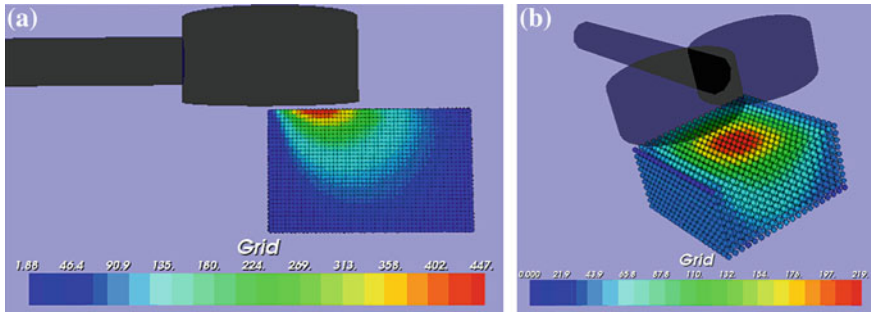 (a)
Grid
1.88 46.4 90.9 135. 180. 224. 269. 313. 358. 402. 447.
(b)
Grid
0.000 21.9 43.9 65.8 87.8 110. 132. 154. 176. 197. 219.